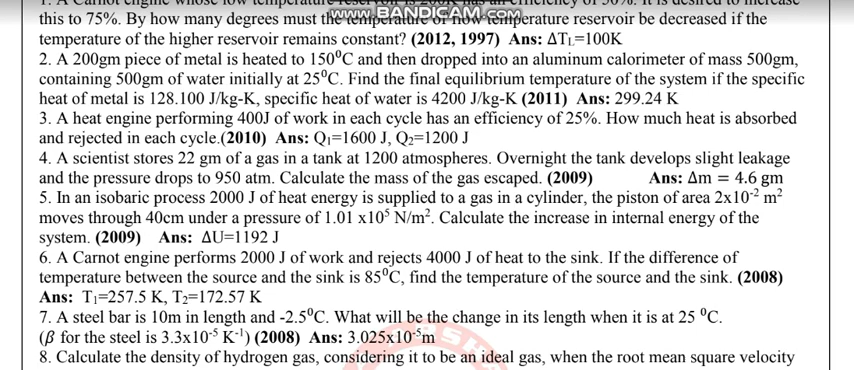 this to 75%. By how many degrees must the temperature of low temperature reservoir be decreased if the
www.BANDICAM.com
temperature of the higher reservoir remains constant? (2012, 1997) Ans: ΔTL=100K
2. A 200gm piece of metal is heated to 150⁰C and then dropped into an aluminum calorimeter of mass 500gm,
containing 500gm of water initially at 25⁰C. Find the final equilibrium temperature of the system if the specific
heat of metal is 128.100 J/kg-K, specific heat of water is 4200 J/kg-K (2011) Ans: 299.24 K
3. A heat engine performing 400J of work in each cycle has an efficiency of 25%. How much heat is absorbed
and rejected in each cycle.(2010) Ans: Q₁=1600 J, Q₂=1200 J
4. A scientist stores 22 gm of a gas in a tank at 1200 atmospheres. Overnight the tank develops slight leakage
and the pressure drops to 950 atm. Calculate the mass of the gas escaped. (2009) Ans: Δm = 4.6 gm
5. In an isobaric process 2000 J of heat energy is supplied to a gas in a cylinder, the piston of area 2x10⁻² m²
moves through 40cm under a pressure of 1.01 x10⁵ N/m². Calculate the increase in internal energy of the
system. (2009) Ans: ΔU=1192 J
6. A Carnot engine performs 2000 J of work and rejects 4000 J of heat to the sink. If the difference of
temperature between the source and the sink is 85⁰C, find the temperature of the source and the sink. (2008)
Ans: T₁=257.5 K, T₂=172.57 K
7. A steel bar is 10m in length and -2.5⁰C. What will be the change in its length when it is at 25 ⁰C.
(β for the steel is 3.3x10⁻⁵ K⁻¹) (2008) Ans: 3.025x10⁻⁵m
8. Calculate the density of hydrogen gas, considering it to be an ideal gas, when the root mean square velocity